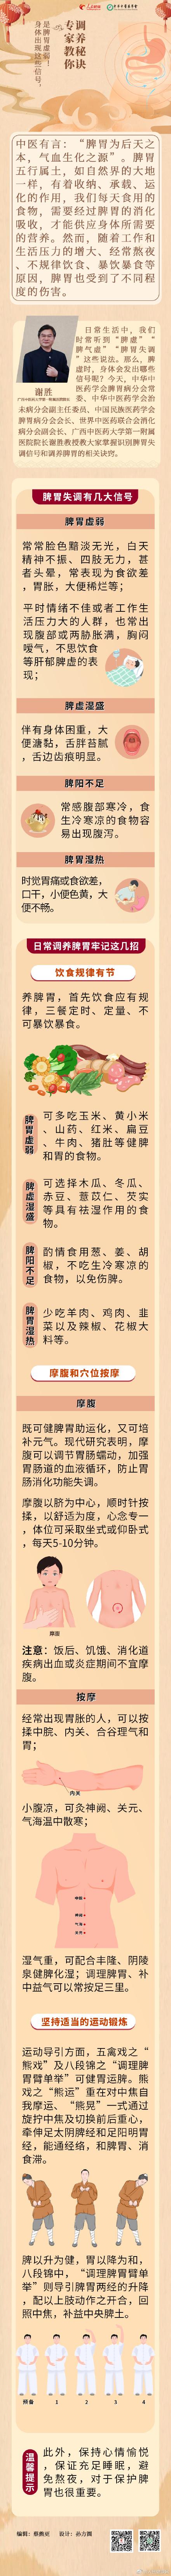 人民网
是脾胃虚弱！
身体出现这些信号，
专家教你
调养秘诀
中医有言：“脾胃为后天之
本，气血生化之源”。脾胃
五行属土，如自然界的大地
一样，有着收纳、承载、运
化的作用，我们每天食用的
食物，需要经过脾胃的消化
吸收，才能供应身体所需要
的营养。然而，随着工作和
生活压力的增大、经常熬夜
、不规律饮食、暴饮暴食等
原因，脾胃也受到了不同程
度的伤害。
谢胜
广西中医药大学第一附属医院院长
日常生活中，我们
时常听到“脾虚”“
脾气虚”“脾胃失调
”这些说法。那么，脾
虚时，身体会发出哪些
信号呢？今天，中华中
医药学会脾胃病分会常
委、中华中医药学会治
未病分会副主任委员、中国民族医药学会
脾胃病分会会长、世界中医药联合会消化
病分会副会长、广西中医药大学第一附属
医院院长谢胜教授教大家掌握识别脾胃失
调信号和调养脾胃的相关诀窍。
脾胃失调有几大信号
脾胃虚弱
常常脸色黯淡无光，白天
精神不振、四肢无力，甚
者头晕，常表现为食欲差
，胃胀，大便稀烂等；
平时情绪不佳或者工作生
活压力大的人群，也常出
现腹部或两胁胀满，胸闷
嗳气，不思饮食
等肝郁脾虚的表
现；
脾虚湿盛
伴有身体困重，大
便溏黏，舌胖苔腻
，舌边齿痕明显。
脾阳不足
常感腹部寒冷，食
生冷寒凉的食物容
易出现腹泻。
脾胃湿热
时觉胃痛或食欲差，
口干，小便色黄，大
便不畅。
日常调养脾胃牢记这几招
饮食规律有节
养脾胃，首先饮食应有规
律，三餐定时、定量、不
可暴饮暴食。
脾胃虚弱
可多吃玉米、黄小米
、山药、红米、扁豆
、牛肉、猪肚等健脾
和胃的食物。
脾虚湿盛
可选择木瓜、冬瓜、
赤豆、薏苡仁、芡实
等具有祛湿作用的食
物。
脾阳不足
酌情食用葱、姜、胡
椒，不吃生冷寒凉的
食物，以免伤脾。
脾胃湿热
少吃羊肉、鸡肉、韭
菜以及辣椒、花椒大
料等。
摩腹和穴位按摩
摩腹
既可健脾胃助运化，又可培
补元气。现代研究表明，摩
腹可以调节胃肠蠕动，加强
胃肠道的血液循环，防止胃
肠消化功能失调。
摩腹以脐为中心，顺时针按
揉，以舒适为度，心念专一
，体位可采取坐式或仰卧式
，每天5-10分钟。
摩腹
注意：饭后、饥饿、消化道
疾病出血或炎症期间不宜摩
腹。
按摩
经常出现胃胀的人，可以按
揉中脘、内关、合谷理气和
胃；
内关
小腹凉，可灸神阙、关元、
气海温中散寒；
神阙
气海
关元
湿气重，可配合丰隆、阴陵
泉健脾化湿；调理脾胃、补
中益气可以常按足三里。
坚持适当的运动锻炼
运动导引方面，五禽戏之“
熊戏”及八段锦之“调理脾
胃臂单举”可健胃运脾。熊
戏之“熊运”重在对中焦自
我摩运、“熊晃”一式通过
旋拧中焦及切换前后重心，
牵伸足太阴脾经和足阳明胃
经，能通经络，和脾胃、消
食滞。
脾以升为健，胃以降为和，
八段锦中，“调理脾胃臂单
举”则导引脾胃两经的升降
，配以上肢动作之开合，回
照中焦，补益中央脾土。
预备
1
2
3
4
温馨提示
此外，保持心情愉悦
，保证充足睡眠，避
免熬夜，对于保护脾
胃也很重要。